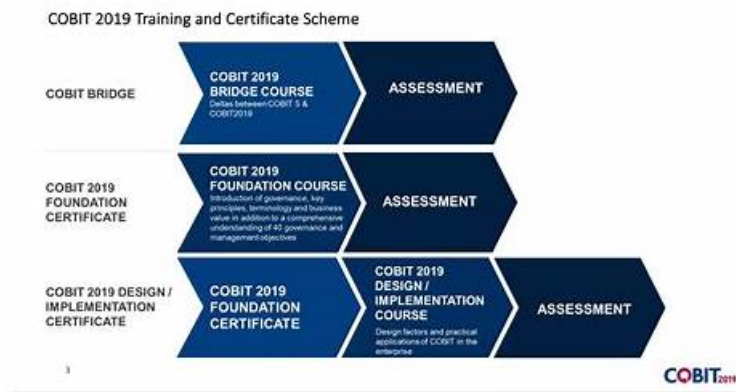 COBIT 2019 Training and Certificate Scheme
COBIT BRIDGE
COBIT 2019
BRIDGE COURSE
Deltas between COBIT 5 &
COBIT2019
ASSESSMENT
COBIT 2019
FOUNDATION
CERTIFICATE
COBIT 2019
FOUNDATION COURSE
Introduction of governance, key
principles, terminology and business
value in addition to a comprehensive
understanding of 40 governance and
management objectives
ASSESSMENT
COBIT 2019 DESIGN /
IMPLEMENTATION
CERTIFICATE
COBIT 2019
FOUNDATION
CERTIFICATE
COBIT 2019
DESIGN /
IMPLEMENTATION
COURSE
Design factors and practical
applications of COBIT in the
enterprise
ASSESSMENT
3
COBIT2019